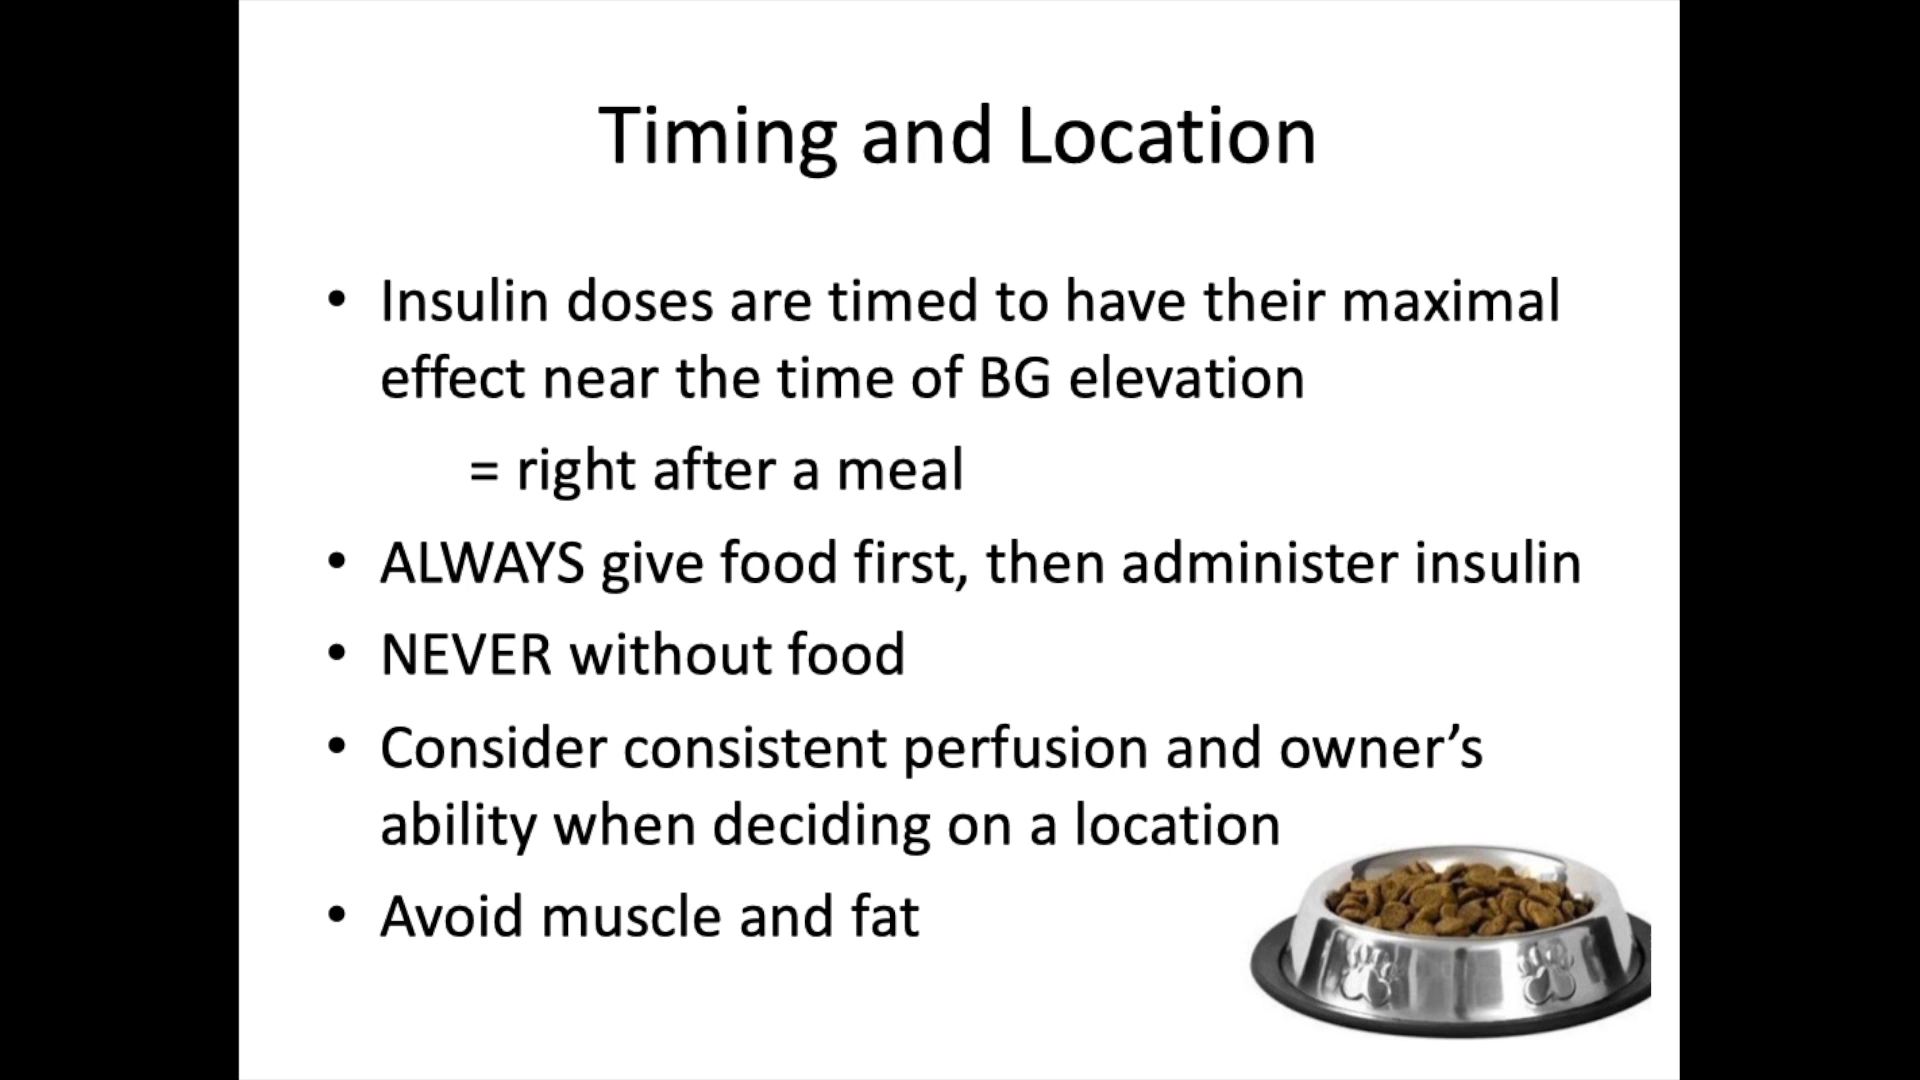 Timing and Location
• Insulin doses are timed to have their maximal
effect near the time of BG elevation
= right after a meal
• ALWAYS give food first, then administer insulin
• NEVER without food
• Consider consistent perfusion and owner’s
ability when deciding on a location
• Avoid muscle and fat